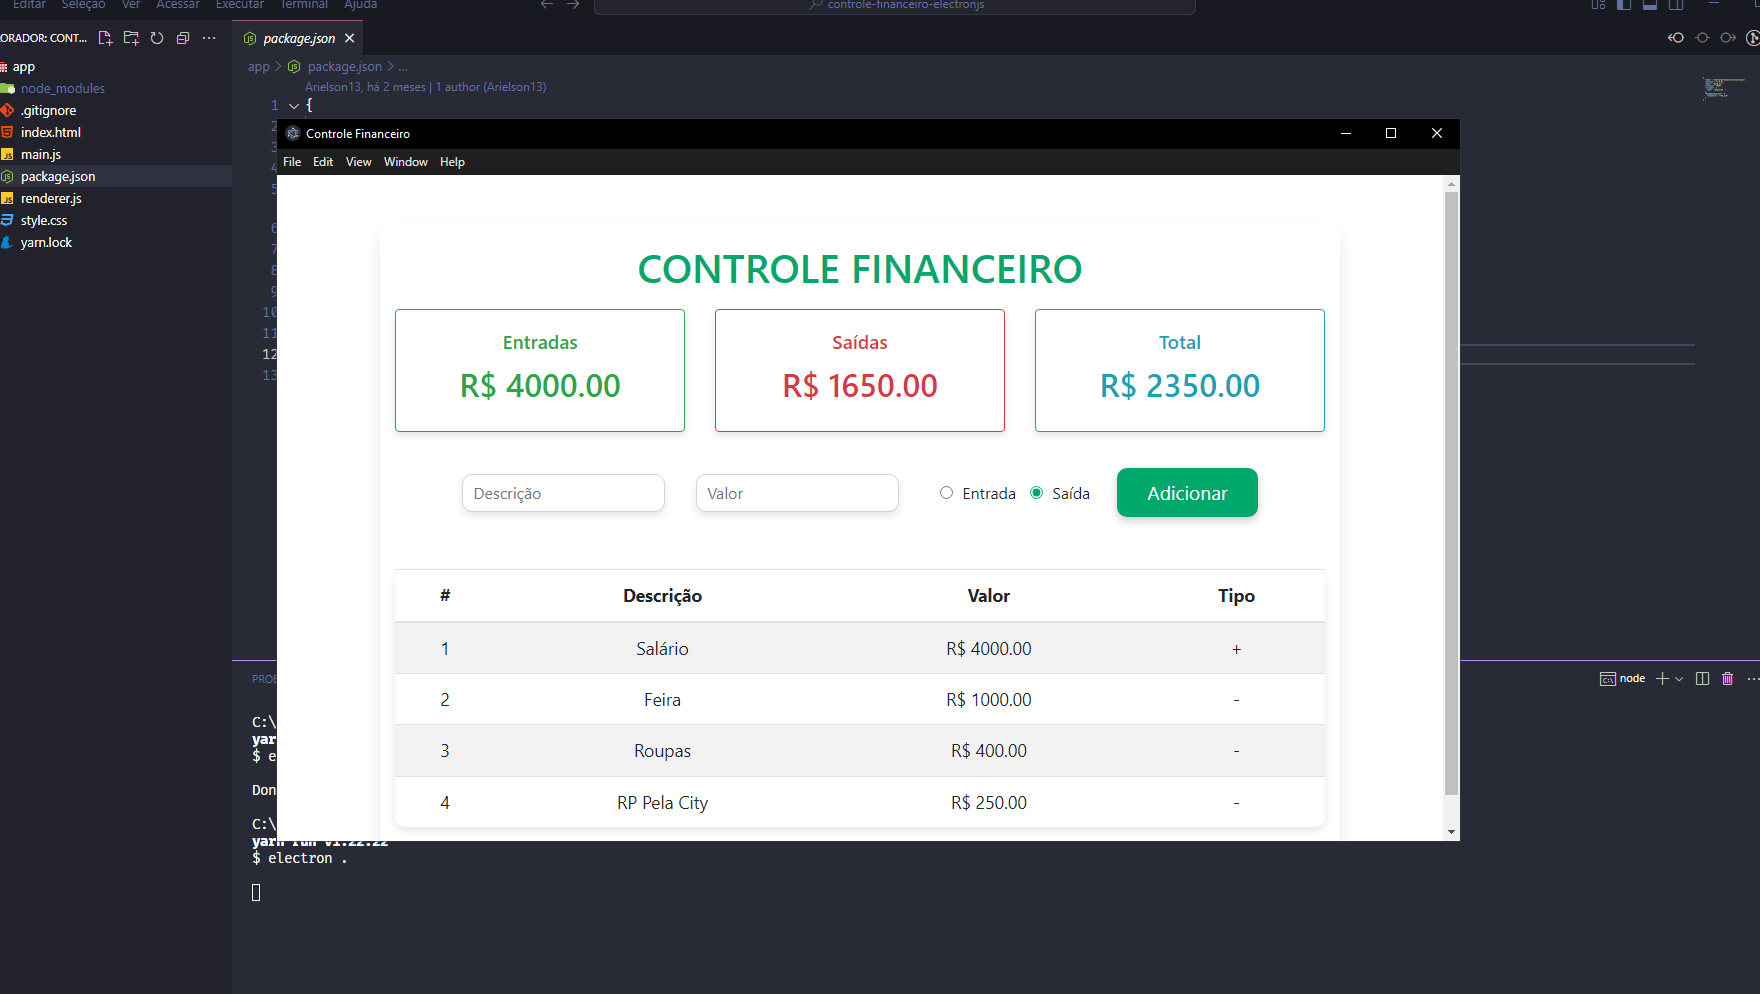 Editar Seleção Ver Acessar Executar Terminal Ajuda
controle-financeiro-electronjs
ORADOR: CONT...
package.json
app
node_modules
.gitignore
index.html
main.js
package.json
renderer.js
style.css
yarn.lock
app > package.json > ...
Arielson13, há 2 meses | 1 author (Arielson13)
1 {
2
3
4
5
6
7
8
9
10
11
12
13
Controle Financeiro
File Edit View Window Help
CONTROLE FINANCEIRO
Entradas
R$ 4000.00
Saídas
R$ 1650.00
Total
R$ 2350.00
Descrição Valor Entrada Saída Adicionar
# Descrição Valor Tipo
1 Salário R$ 4000.00 +
2 Feira R$ 1000.00 -
3 Roupas R$ 400.00 -
4 RP Pela City R$ 250.00 -
PROB
node
C:\
yar
$ e
Don
C:\
yarn run v1.22.22
$ electron .